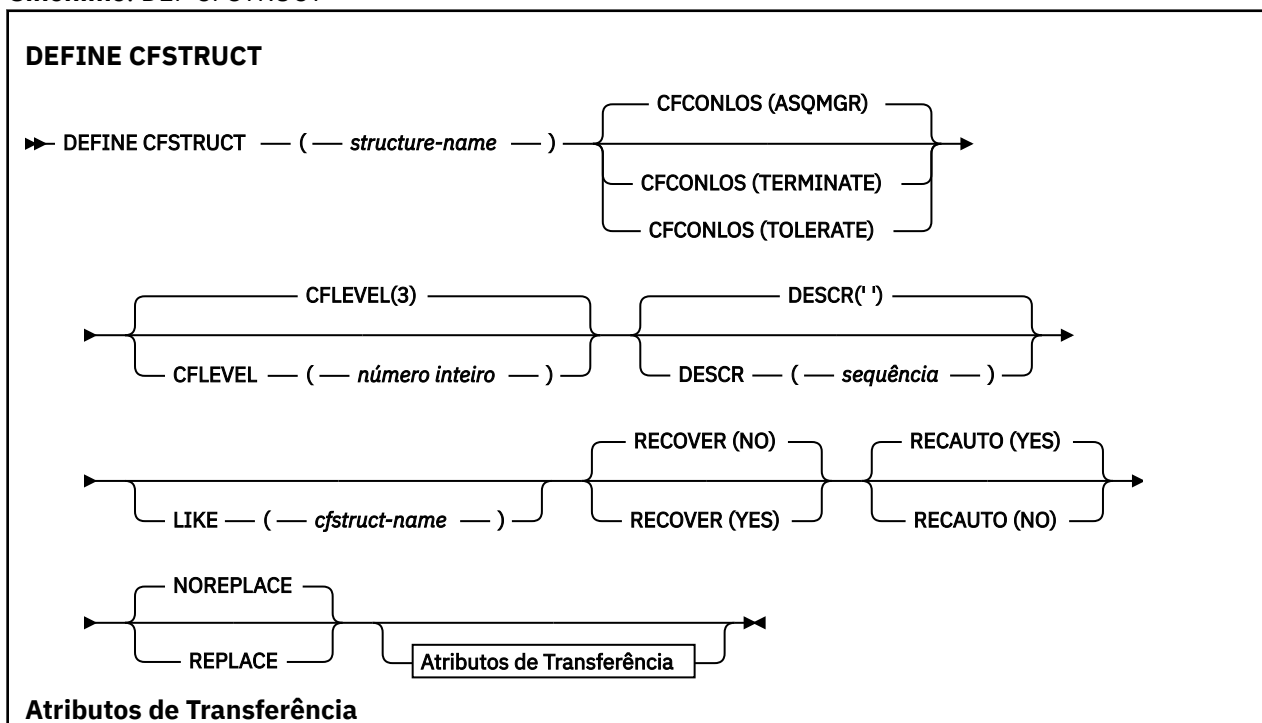 DEFINE CFSTRUCT
CFCONLOS (ASQMGR)
DEFINE CFSTRUCT ( structure-name )
CFCONLOS (TERMINATE)
CFCONLOS (TOLERATE)
CFLEVEL(3) DESCR(' ')
CFLEVEL ( número inteiro ) DESCR ( sequência )
RECOVER (NO) RECAUTO (YES)
LIKE ( cfstruct-name ) RECOVER (YES) RECAUTO (NO)
NOREPLACE
REPLACE Atributos de Transferência
Atributos de Transferência